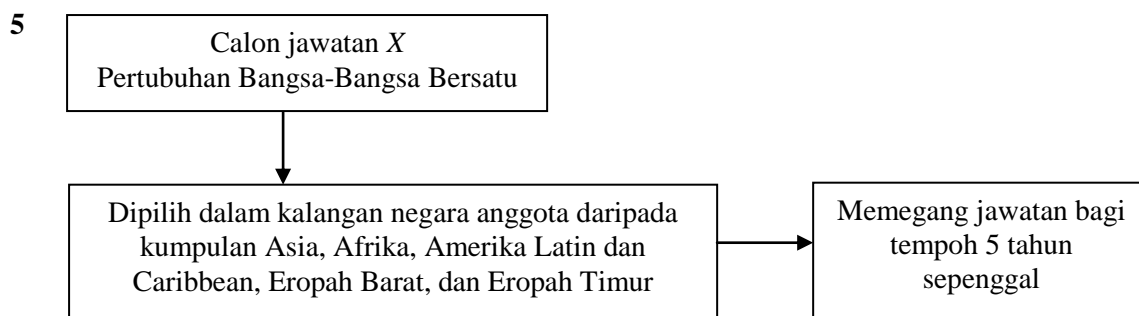 5
Calon jawatan X
Pertubuhan Bangsa-Bangsa Bersatu
Dipilih dalam kalangan negara anggota daripada
kumpulan Asia, Afrika, Amerika Latin dan
Caribbean, Eropah Barat, dan Eropah Timur
Memegang jawatan bagi
tempoh 5 tahun
sepenggal